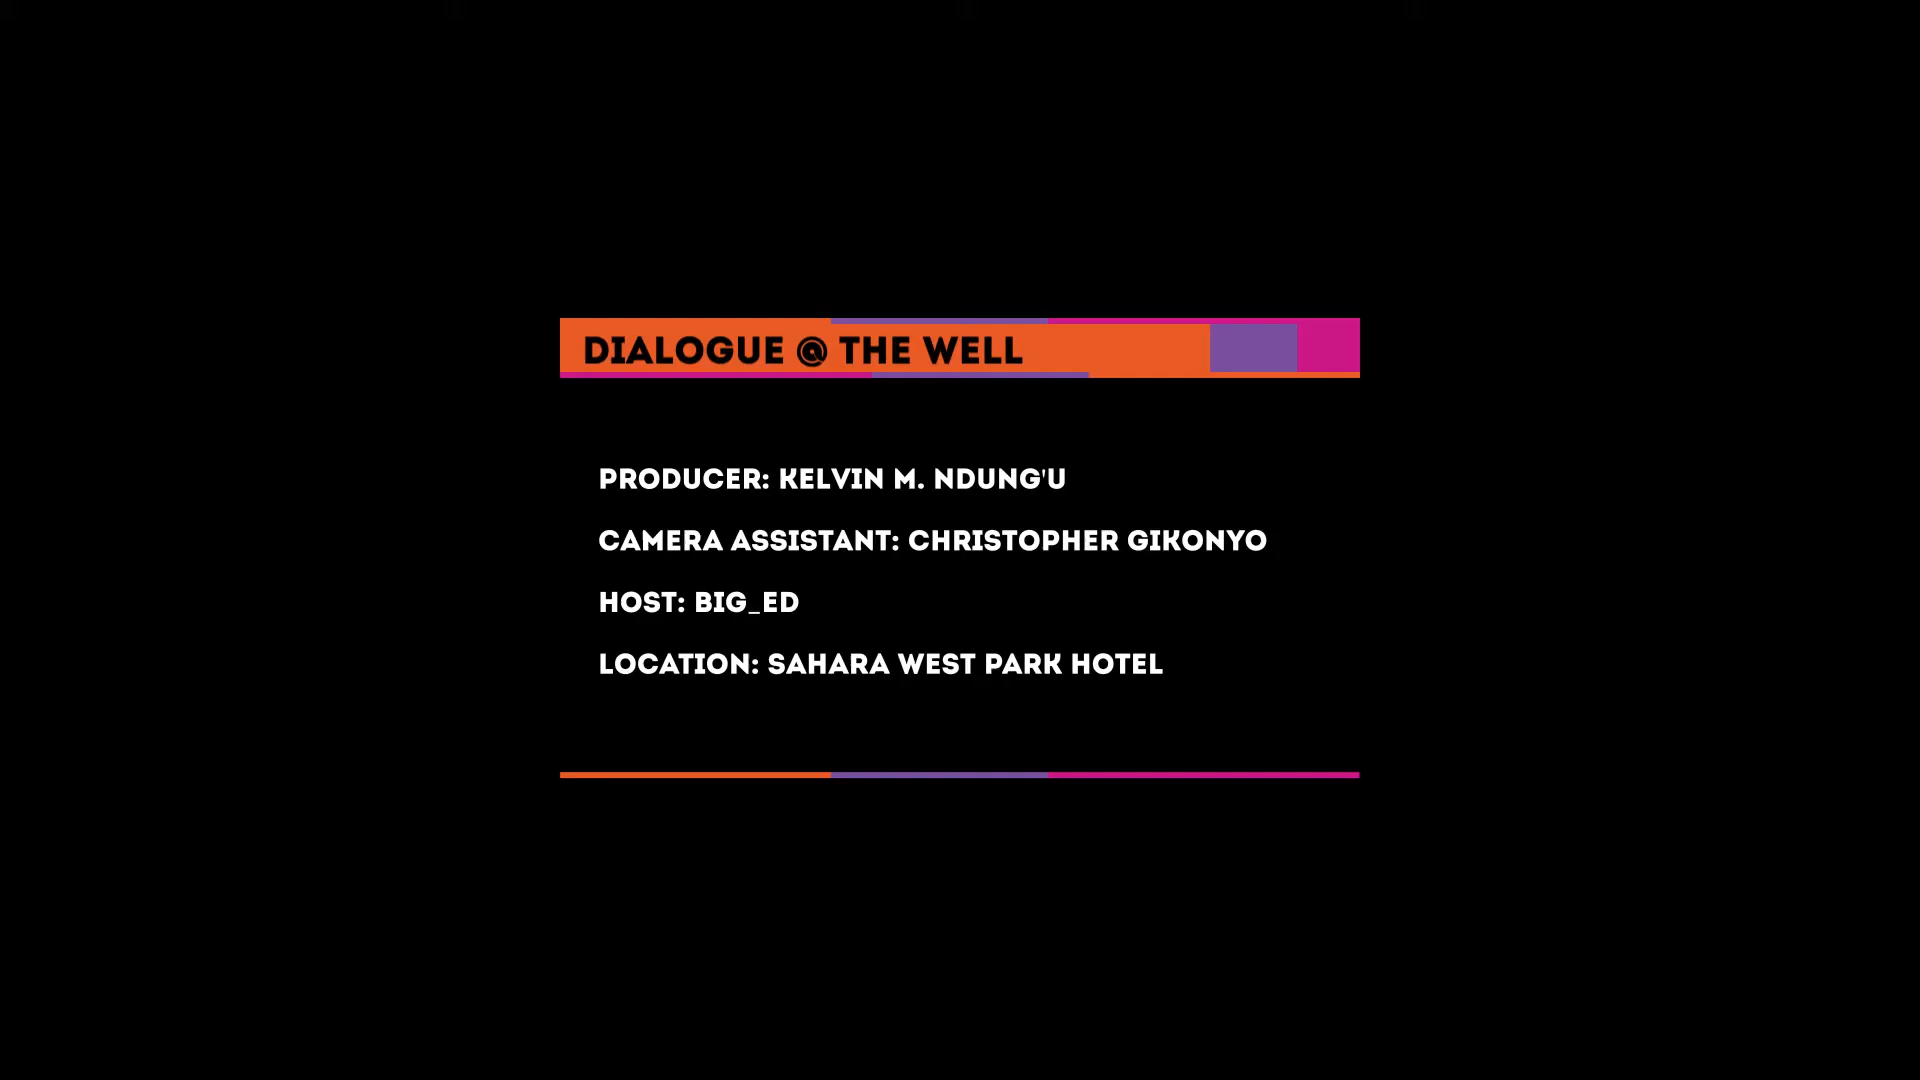 DIALOGUE @ THE WELL
PRODUCER: KELVIN M. NDUNG'U
CAMERA ASSISTANT: CHRISTOPHER GIKONYO
HOST: BIG_ED
LOCATION: SAHARA WEST PARK HOTEL